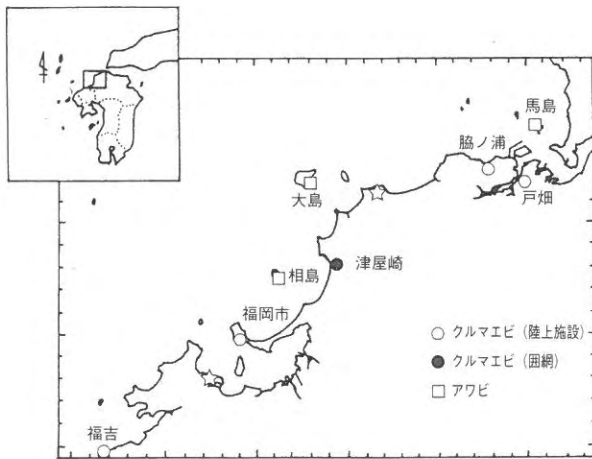 馬島
脇ノ浦
戸畑
大島
津屋崎
相島
福岡市
福吉
クルマエビ（陸上施設）
クルマエビ（囲網）
アワビ